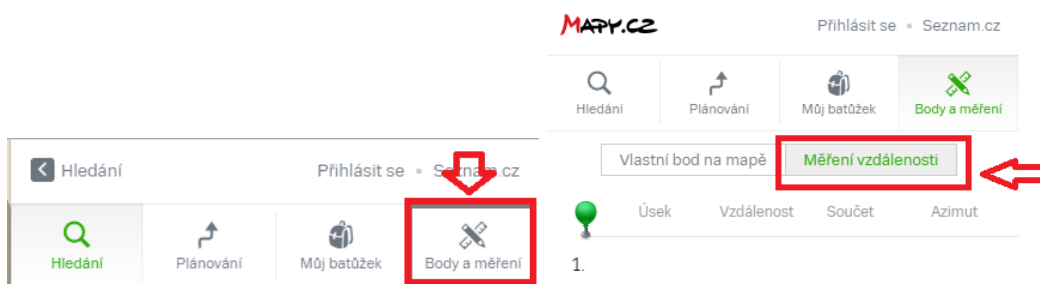 Hledání Přihlásit se • Seznam.cz
Hledání Plánování Můj batůžek Body a měření
MAPY.CZ Přihlásit se • Seznam.cz
Hledání Plánování Můj batůžek Body a měření
Vlastní bod na mapě Měření vzdálenosti
Úsek Vzdálenost Součet Azimut
1.